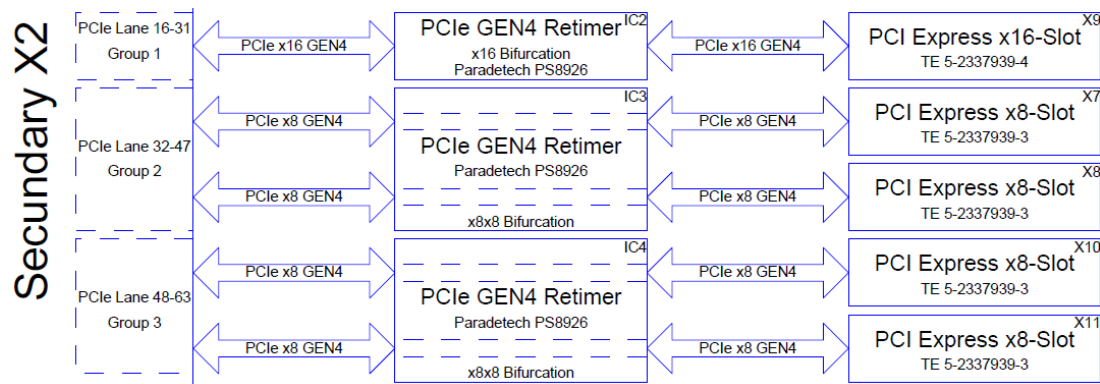 Secundary X2
PCIe Lane 16-31
Group 1
PCIe x16 GEN4
IC2
PCIe GEN4 Retimer
x16 Bifurcation
Paradetech PS8926
PCIe x16 GEN4
X9
PCI Express x16-Slot
TE 5-2337939-4
PCIe Lane 32-47
Group 2
PCIe x8 GEN4
PCIe x8 GEN4
IC3
PCIe GEN4 Retimer
Paradetech PS8926
x8x8 Bifurcation
PCIe x8 GEN4
PCIe x8 GEN4
X7
PCI Express x8-Slot
TE 5-2337939-3
X8
PCI Express x8-Slot
TE 5-2337939-3
PCIe Lane 48-63
Group 3
PCIe x8 GEN4
PCIe x8 GEN4
IC4
PCIe GEN4 Retimer
Paradetech PS8926
x8x8 Bifurcation
PCIe x8 GEN4
PCIe x8 GEN4
X10
PCI Express x8-Slot
TE 5-2337939-3
X11
PCI Express x8-Slot
TE 5-2337939-3